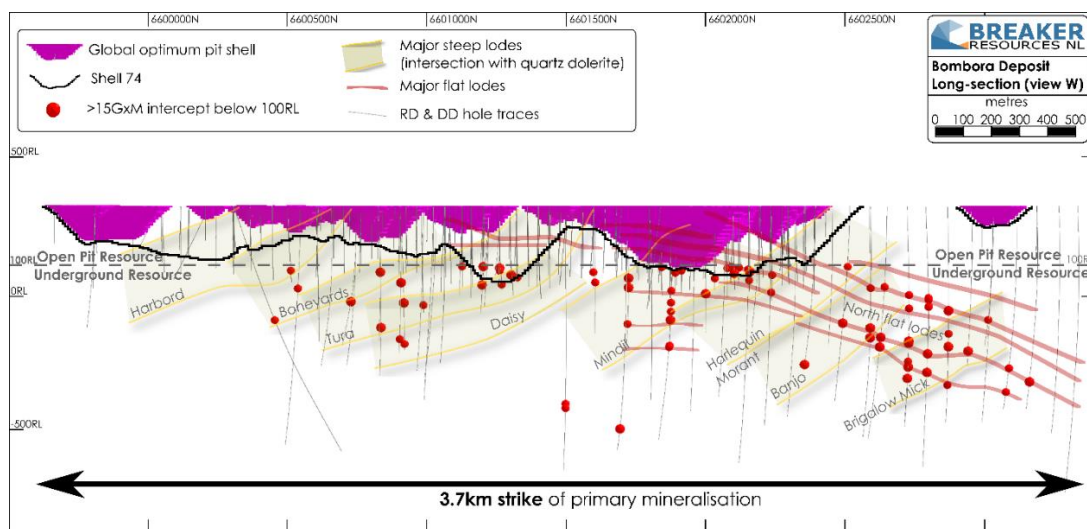 6600000N 6600500N 6601000N 6601500N 6602000N 6602500N
Global optimum pit shell
Shell 74
>15GxM intercept below 100RL
Major steep lodes
(intersection with quartz dolerite)
Major flat lodes
RD & DD hole traces
BREAKER
RESOURCES NL
Bombora Deposit
Long-section (view W)
metres
0 100 200 300 400 500
500RL
100RL
Open Pit Resource
Underground Resource
0RL
Harbord
Boheyards
Tura
Daisy
Mindil
Harlequin
Morant
Banjo
North flat lodes
Brigalow Mick
Open Pit Resource
Underground Resource
100R
-500RL
3.7km strike of primary mineralisation